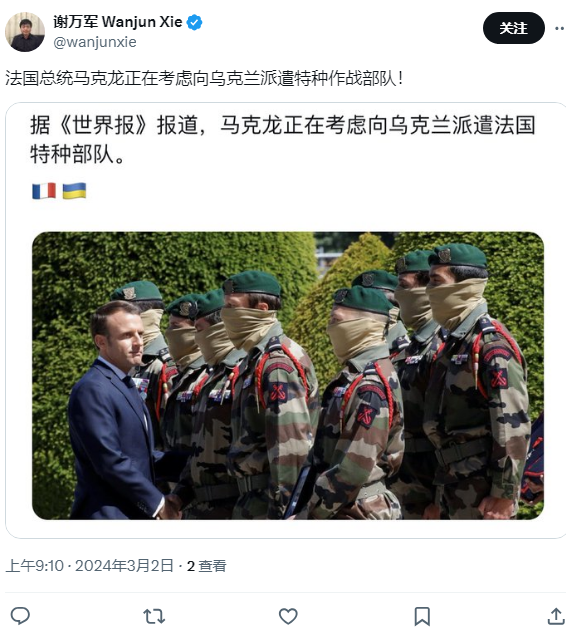 谢万军 Wanjun Xie
@wanjunxie
关注
法国总统马克龙正在考虑向乌克兰派遣特种作战部队！
据《世界报》报道，马克龙正在考虑向乌克兰派遣法国
特种部队。
上午9:10 · 2024年3月2日 · 2 查看